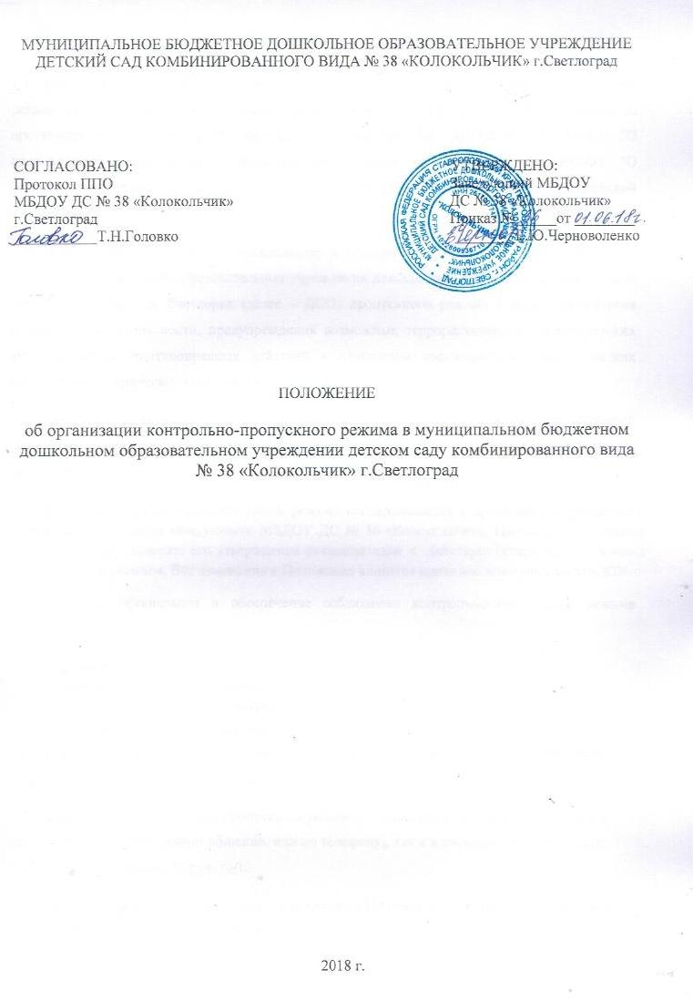 МУНИЦИПАЛЬНОЕ БЮДЖЕТНОЕ ДОШКОЛЬНОЕ ОБРАЗОВАТЕЛЬНОЕ УЧРЕЖДЕНИЕ
ДЕТСКИЙ САД КОМБИНИРОВАННОГО ВИДА № 38 «КОЛОКОЛЬЧИК» г.Светлоград
СОГЛАСОВАНО:
Протокол ППО
МБДОУ ДС № 38 «Колокольчик»
г.Светлоград
Головко Т.Н.Головко
УТВЕРЖДЕНО:
Заведующий МБДОУ
ДС № 38 «Колокольчик»
Приказ № от 01.06.18г.
Ю.Черноволенко
ПОЛОЖЕНИЕ
об организации контрольно-пропускного режима в муниципальном бюджетном
дошкольном образовательном учреждении детском саду комбинированного вида
№ 38 «Колокольчик» г.Светлоград
2018 г.